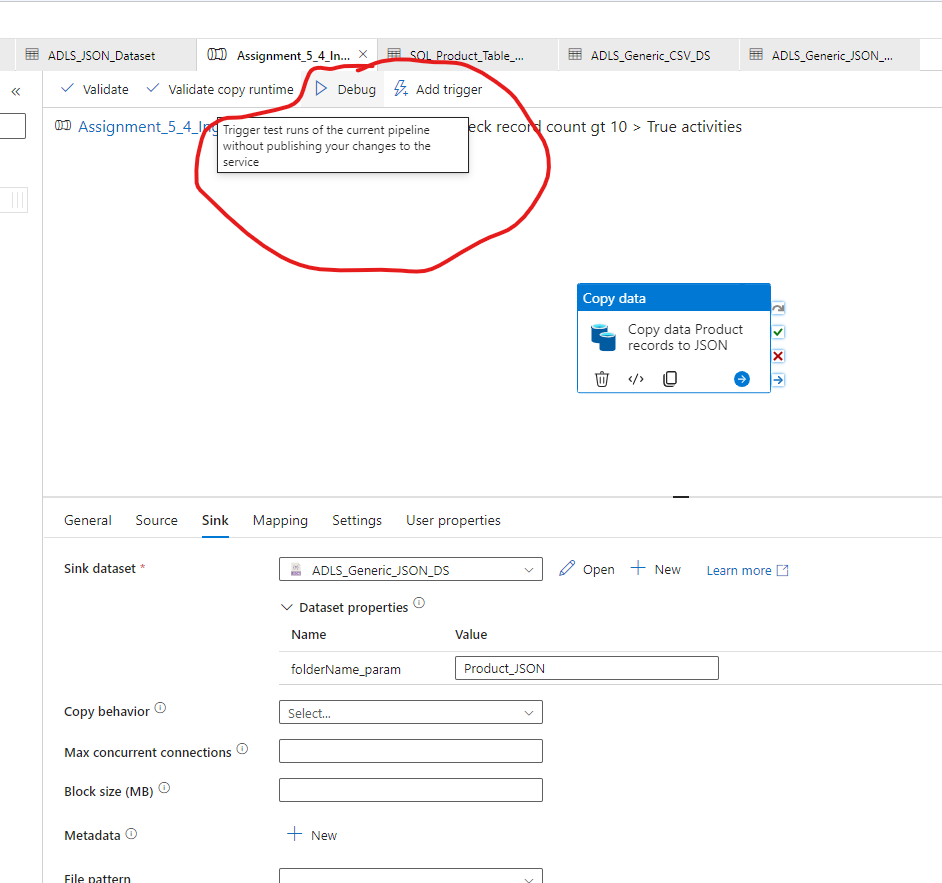 ADLS_JSON_Dataset
Assignment_5_4_In...
SQL_Product_Table_...
ADLS_Generic_CSV_DS
ADLS_Generic_JSON_...
«
Validate
Validate copy runtime
Debug
Add trigger
Assignment_5_4_Ing
eck record count gt 10 > True activities
Trigger test runs of the current pipeline
without publishing your changes to the
service
Copy data
Copy data Product
records to JSON
General Source Sink Mapping Settings User properties
Sink dataset *
ADLS_Generic_JSON_DS
Open
New
Learn more
Dataset properties
Name Value
folderName_param
Product_JSON
Copy behavior
Select...
Max concurrent connections
Block size (MB)
Metadata
New
File pattern